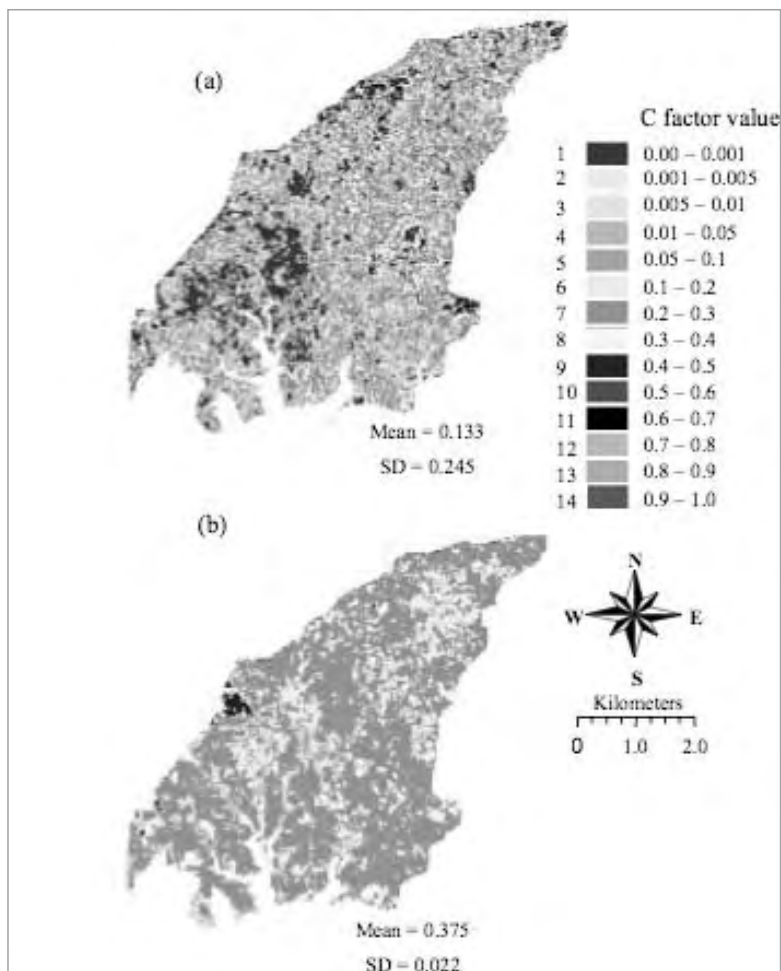 (a)
C factor value
1 0.00 – 0.001
2 0.001 – 0.005
3 0.005 – 0.01
4 0.01 – 0.05
5 0.05 – 0.1
6 0.1 – 0.2
7 0.2 – 0.3
8 0.3 – 0.4
9 0.4 – 0.5
10 0.5 – 0.6
11 0.6 – 0.7
12 0.7 – 0.8
13 0.8 – 0.9
14 0.9 – 1.0
Mean = 0.133
SD = 0.245
(b)
N
W E
S
Kilometers
0 1.0 2.0
Mean = 0.375
SD = 0.022